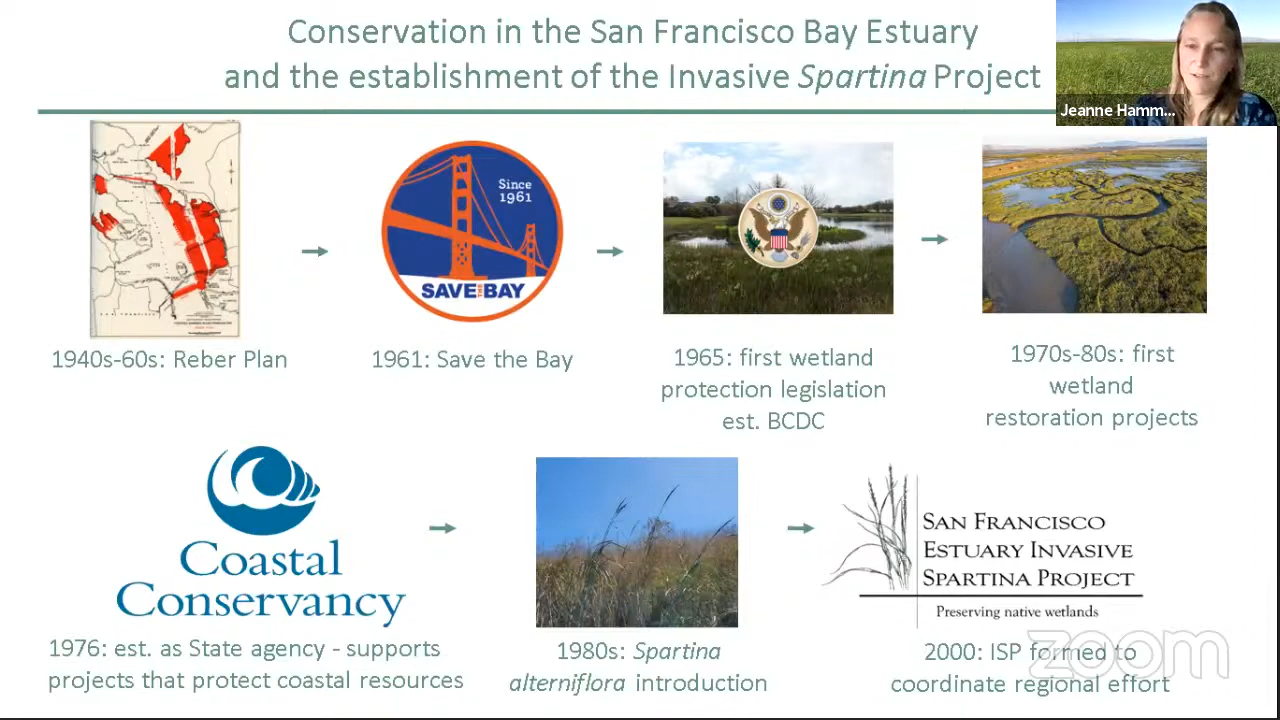 Conservation in the San Francisco Bay Estuary
and the establishment of the Invasive Spartina Project
Jeanne Hamm...
Since
1961
SAVE THE BAY
1940s-60s: Reber Plan
1961: Save the Bay
1965: first wetland
protection legislation
est. BCDC
1970s-80s: first
wetland
restoration projects
Coastal
Conservancy
SAN FRANCISCO
ESTUARY INVASIVE
SPARTINA PROJECT
Preserving native wetlands
1976: est. as State agency - supports
projects that protect coastal resources
1980s: Spartina
alterniflora introduction
2000: ISP formed to
coordinate regional effort
zoom